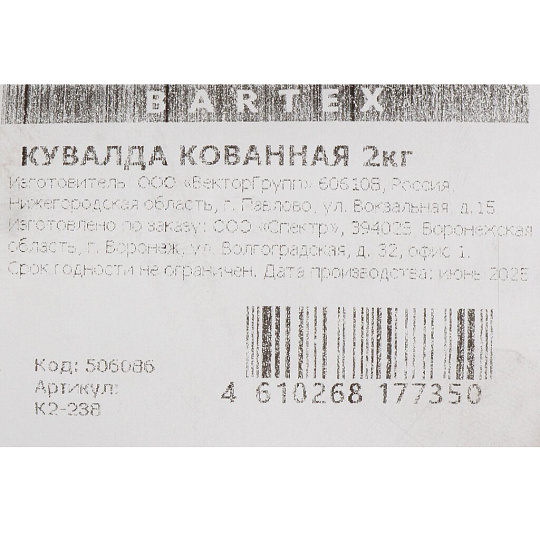 BARTEX
КУВАЛДА КОВАННАЯ 2кг
Изготовитель: ООО «ВекторГрупп» 606108, Россия,
Нижегородская область, г. Павлово, ул. Вокзальная, д.15
Изготовлено по заказу: ООО «Спектр», 394025, Воронежская
область, г. Воронеж, ул. Волгоградская, д. 32, офис 1.
Срок годности не ограничен. Дата производства: июнь 2025
Код: 506086
Артикул:
К2-238
4 610268 177350